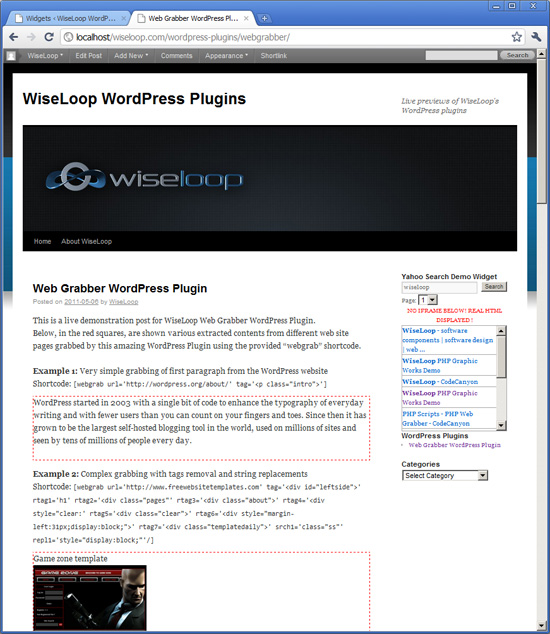 Widgets ‹ WiseLoop WordP...
Web Grabber WordPress Plu...
localhost/wiseloop.com/wordpress-plugins/webgrabber/
WiseLoop Edit Post Add New Comments Appearance Shortlink Search
WiseLoop WordPress Plugins
Live previews of WiseLoop's
WordPress plugins
wiseloop
Home About WiseLoop
Web Grabber WordPress Plugin
Posted on 2011-05-06 by WiseLoop
This is a live demonstration post for WiseLoop Web Grabber WordPress Plugin.
Below, in the red squares, are shown various extracted contents from different web site
pages grabbed by this amazing WordPress Plugin using the provided “webgrab” shortcode.
Example 1: Very simple grabbing of first paragraph from the WordPress website
Shortcode: [webgrab url='http://wordpress.org/about/' tag='<p class="intro">']
WordPress started in 2003 with a single bit of code to enhance the typography of everyday
writing and with fewer users than you can count on your fingers and toes. Since then it has
grown to be the largest self-hosted blogging tool in the world, used on millions of sites and
seen by tens of millions of people every day.
Example 2: Complex grabbing with tags removal and string replacements
Shortcode: [webgrab url='http://www.freewebsitetemplates.com' tag='<div id="leftside">'
rtag1='h1' rtag2='<div class="pages"' rtag3='<div class="about">' rtag4='<div
style="clear:' rtag5='<div class="clear">' rtag6='<div style="margin-
left:31px;display:block;">' rtag7='<div class="templatedaily">' srch1='class="ss"'
repl1='style="display:block;"'/]
Game zone template
GAME ZONE
Yahoo Search Demo Widget
wiseloop Search
Page: 1
NO IFRAME BELOW! REAL HTML
DISPLAYED !
WiseLoop - software
components | software design
| web ...
WiseLoop PHP Graphic
Works Demo
WiseLoop - CodeCanyon
WiseLoop PHP Graphic
Works Demo
PHP Scripts - PHP Web
Grabber - CodeCanyon
WordPress Plugins
Web Grabber WordPress Plugin
Categories
Select Category